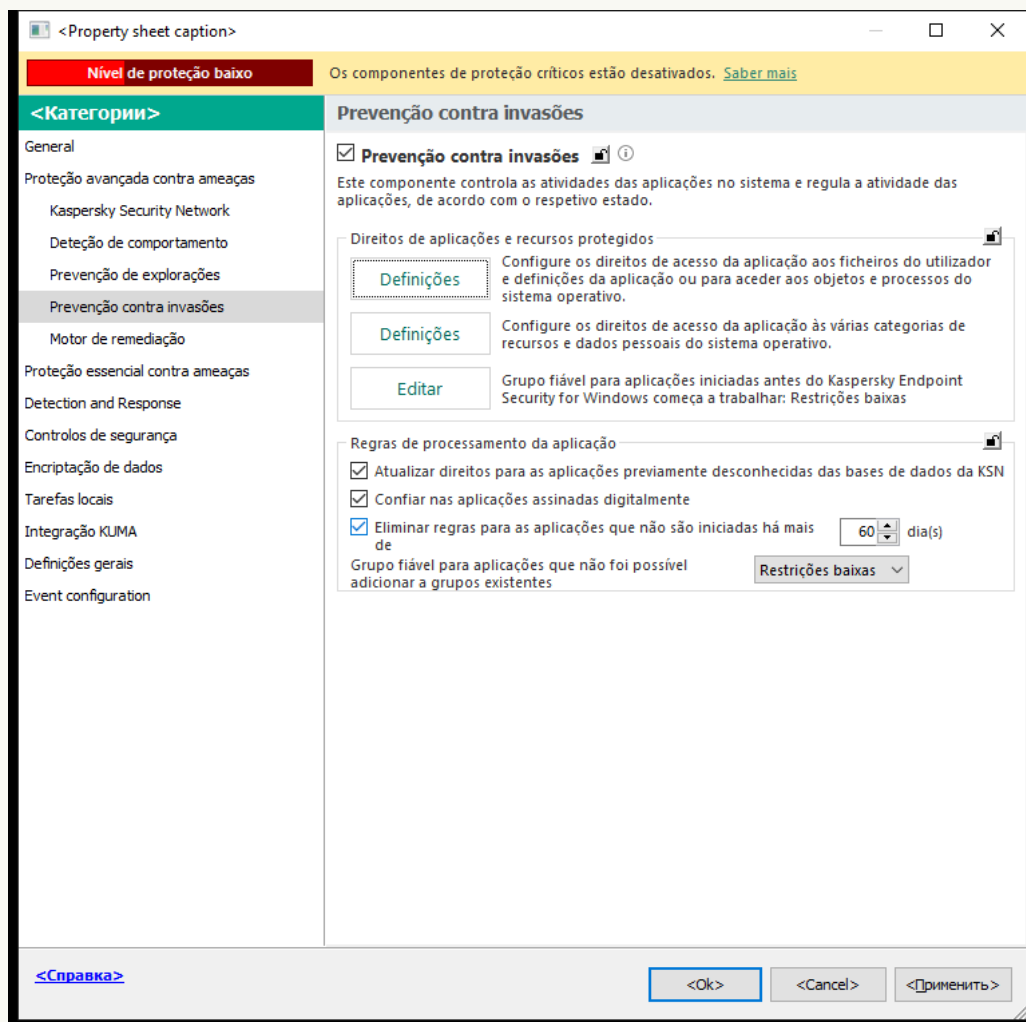 <Property sheet caption>
Nível de proteção baixo
Os componentes de proteção críticos estão desativados. Saber mais
<Категории>
General
Proteção avançada contra ameaças
Kaspersky Security Network
Deteção de comportamento
Prevenção de explorações
Prevenção contra invasões
Motor de remediação
Proteção essencial contra ameaças
Detection and Response
Controlos de segurança
Encriptação de dados
Tarefas locais
Integração KUMA
Definições gerais
Event configuration
Prevenção contra invasões
Prevenção contra invasões
Este componente controla as atividades das aplicações no sistema e regula a atividade das
aplicações, de acordo com o respetivo estado.
Direitos de aplicações e recursos protegidos
Definições
Configure os direitos de acesso da aplicação aos ficheiros do utilizador
e definições da aplicação ou para aceder aos objetos e processos do
sistema operativo.
Definições
Configure os direitos de acesso da aplicação às várias categorias de
recursos e dados pessoais do sistema operativo.
Editar
Grupo fiável para aplicações iniciadas antes do Kaspersky Endpoint
Security for Windows começa a trabalhar: Restrições baixas
Regras de processamento da aplicação
Atualizar direitos para as aplicações previamente desconhecidas das bases de dados da KSN
Confiar nas aplicações assinadas digitalmente
Eliminar regras para as aplicações que não são iniciadas há mais
de
60
dia(s)
Grupo fiável para aplicações que não foi possível
adicionar a grupos existentes
Restrições baixas
<Справка>
<Ok>
<Cancel>
<Применить>